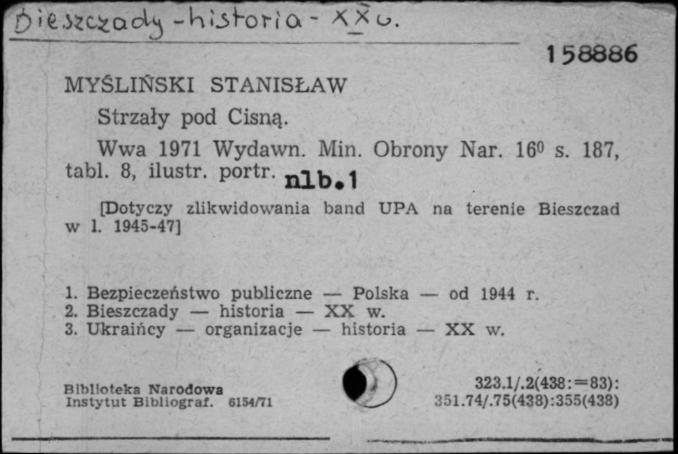 Bieszczady - historia - XX w.
158886
MYŚLIŃSKI STANISŁAW
Strzały pod Cisną.
Wwa 1971 Wydawn. Min. Obrony Nar. 16⁰ s. 187,
tabl. 8, ilustr. portr. nlb.1
[Dotyczy zlikwidowania band UPA na terenie Bieszczad
w l. 1945-47]
1. Bezpieczeństwo publiczne — Polska — od 1944 r.
2. Bieszczady — historia — XX w.
3. Ukraińcy — organizacje — historia — XX w.
Biblioteka Narodowa
Instytut Bibliograf. 6154/71
323.1/.2(438:=83):
351.74/.75(438):355(438)